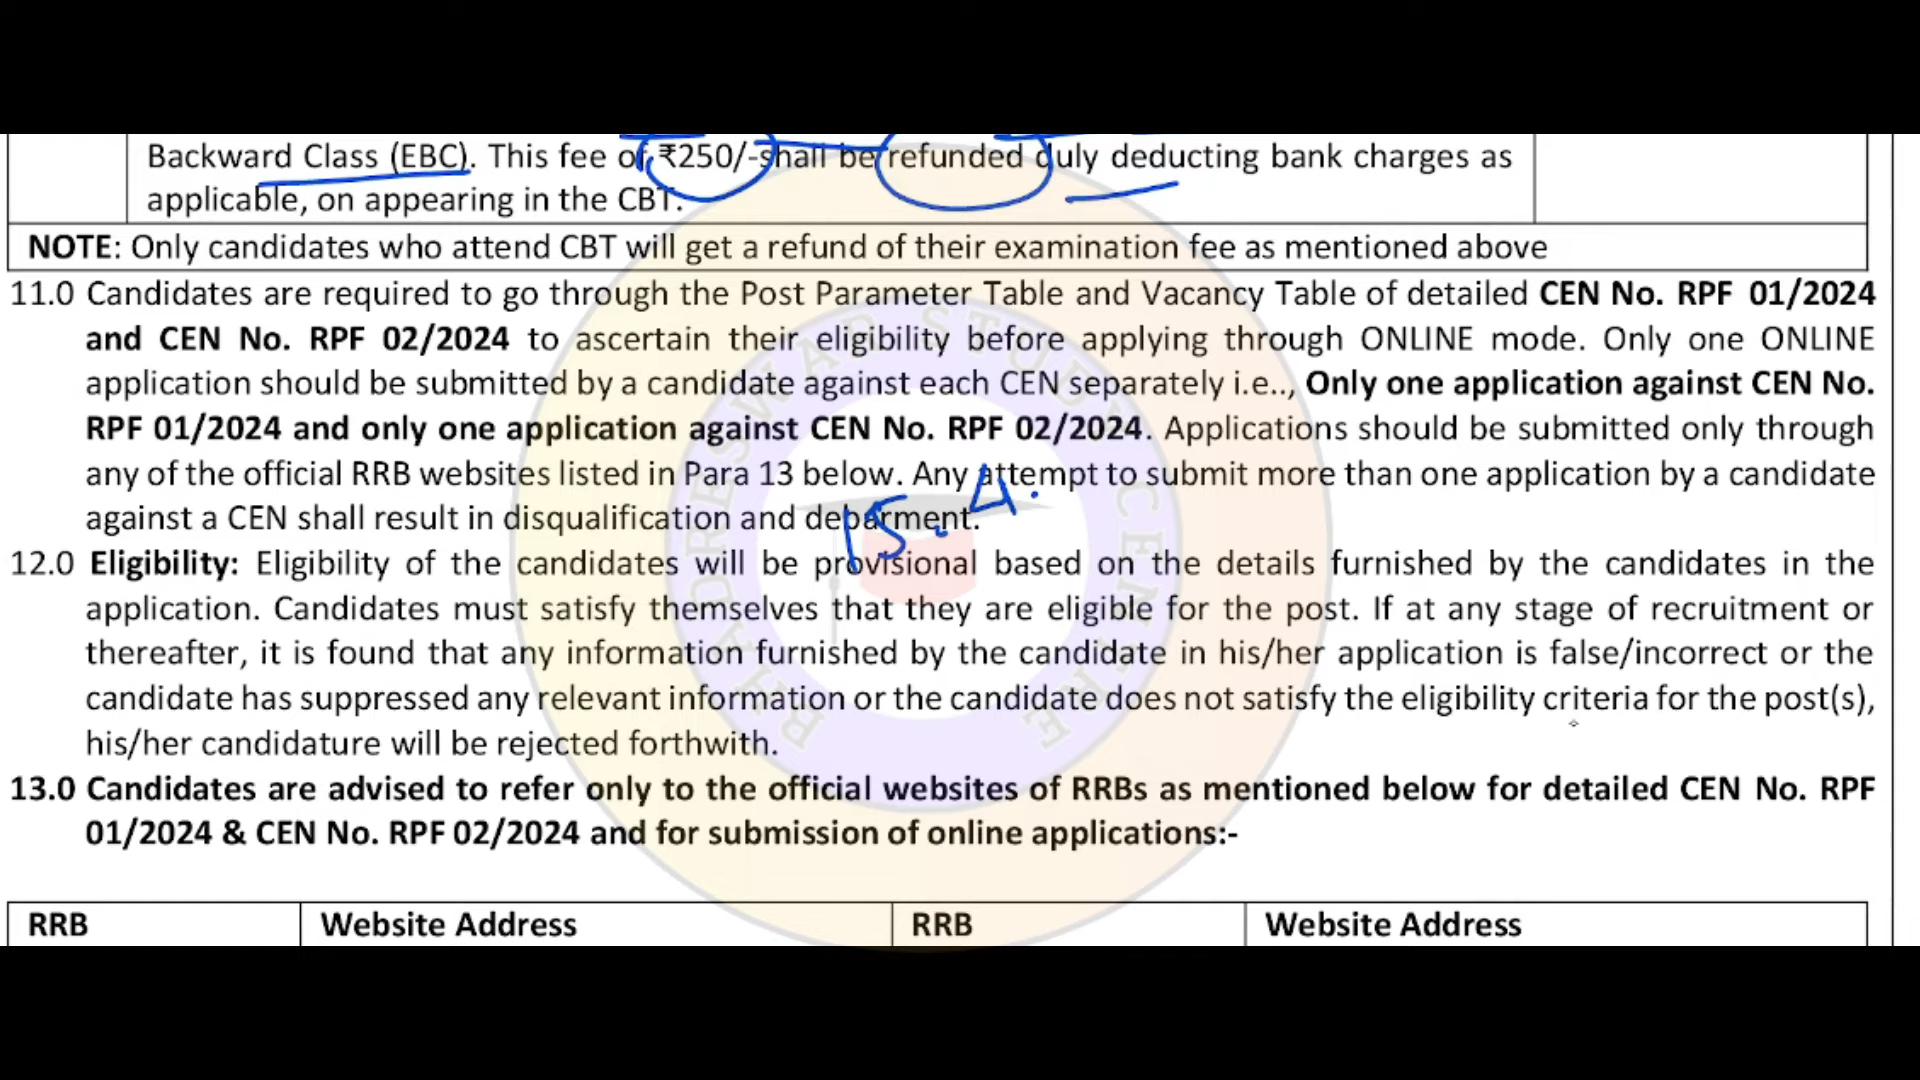 Backward Class (EBC). This fee of ₹250/-shall be refunded duly deducting bank charges as
applicable, on appearing in the CBT.
NOTE: Only candidates who attend CBT will get a refund of their examination fee as mentioned above
11.0 Candidates are required to go through the Post Parameter Table and Vacancy Table of detailed CEN No. RPF 01/2024
and CEN No. RPF 02/2024 to ascertain their eligibility before applying through ONLINE mode. Only one ONLINE
application should be submitted by a candidate against each CEN separately i.e.., Only one application against CEN No.
RPF 01/2024 and only one application against CEN No. RPF 02/2024. Applications should be submitted only through
any of the official RRB websites listed in Para 13 below. Any attempt to submit more than one application by a candidate
against a CEN shall result in disqualification and debarment.
15.4.
12.0 Eligibility: Eligibility of the candidates will be provisional based on the details furnished by the candidates in the
application. Candidates must satisfy themselves that they are eligible for the post. If at any stage of recruitment or
thereafter, it is found that any information furnished by the candidate in his/her application is false/incorrect or the
candidate has suppressed any relevant information or the candidate does not satisfy the eligibility criteria for the post(s),
his/her candidature will be rejected forthwith.
13.0 Candidates are advised to refer only to the official websites of RRBs as mentioned below for detailed CEN No. RPF
01/2024 & CEN No. RPF 02/2024 and for submission of online applications:-
RRB Website Address RRB Website Address
BHADRESWAR STUDY CENTRE